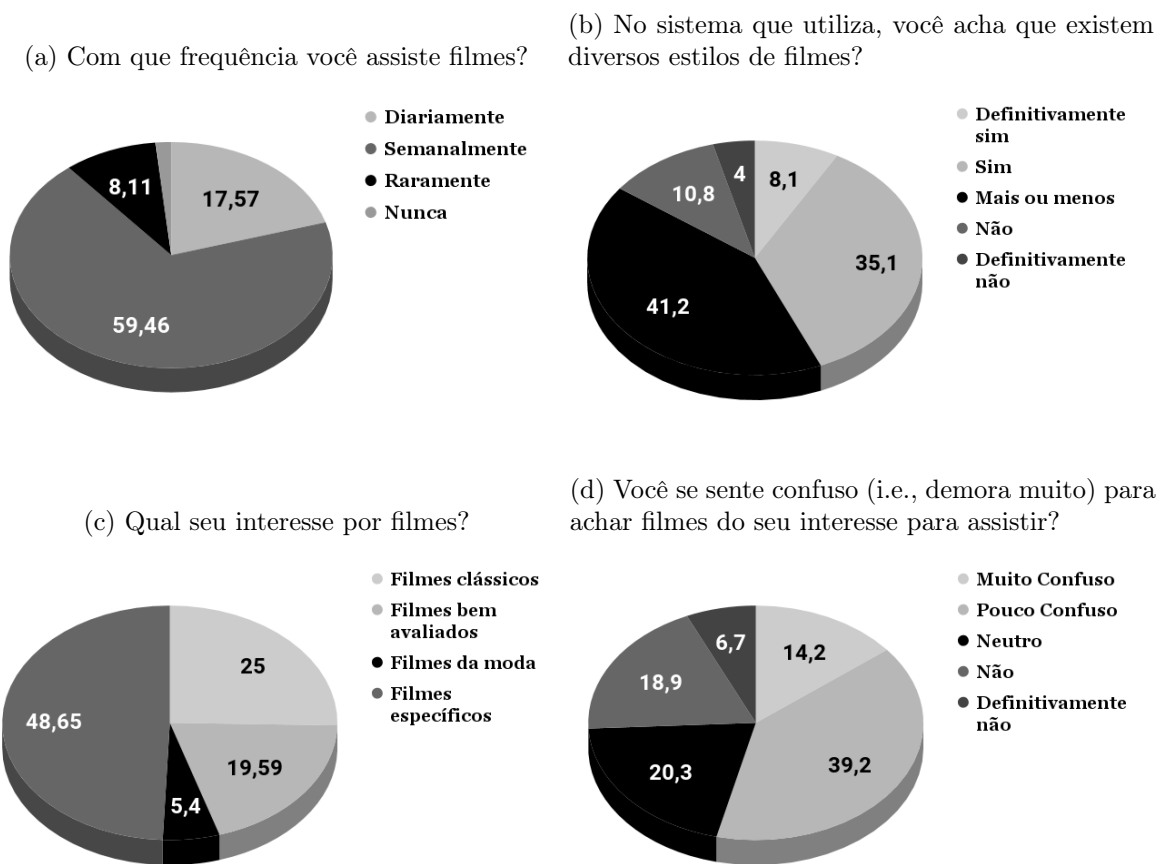 (a) Com que frequência você assiste filmes?
Diariamente
Semanalmente
Raramente
Nunca
8,11
17,57
59,46
(b) No sistema que utiliza, você acha que existem
diversos estilos de filmes?
Definitivamente
sim
Sim
Mais ou menos
Não
Definitivamente
não
4
8,1
10,8
35,1
41,2
(c) Qual seu interesse por filmes?
Filmes clássicos
Filmes bem
avaliados
Filmes da moda
Filmes
específicos
25
48,65
19,59
5,4
(d) Você se sente confuso (i.e., demora muito) para
achar filmes do seu interesse para assistir?
Muito Confuso
Pouco Confuso
Neutro
Não
Definitivamente
não
6,7
14,2
18,9
39,2
20,3